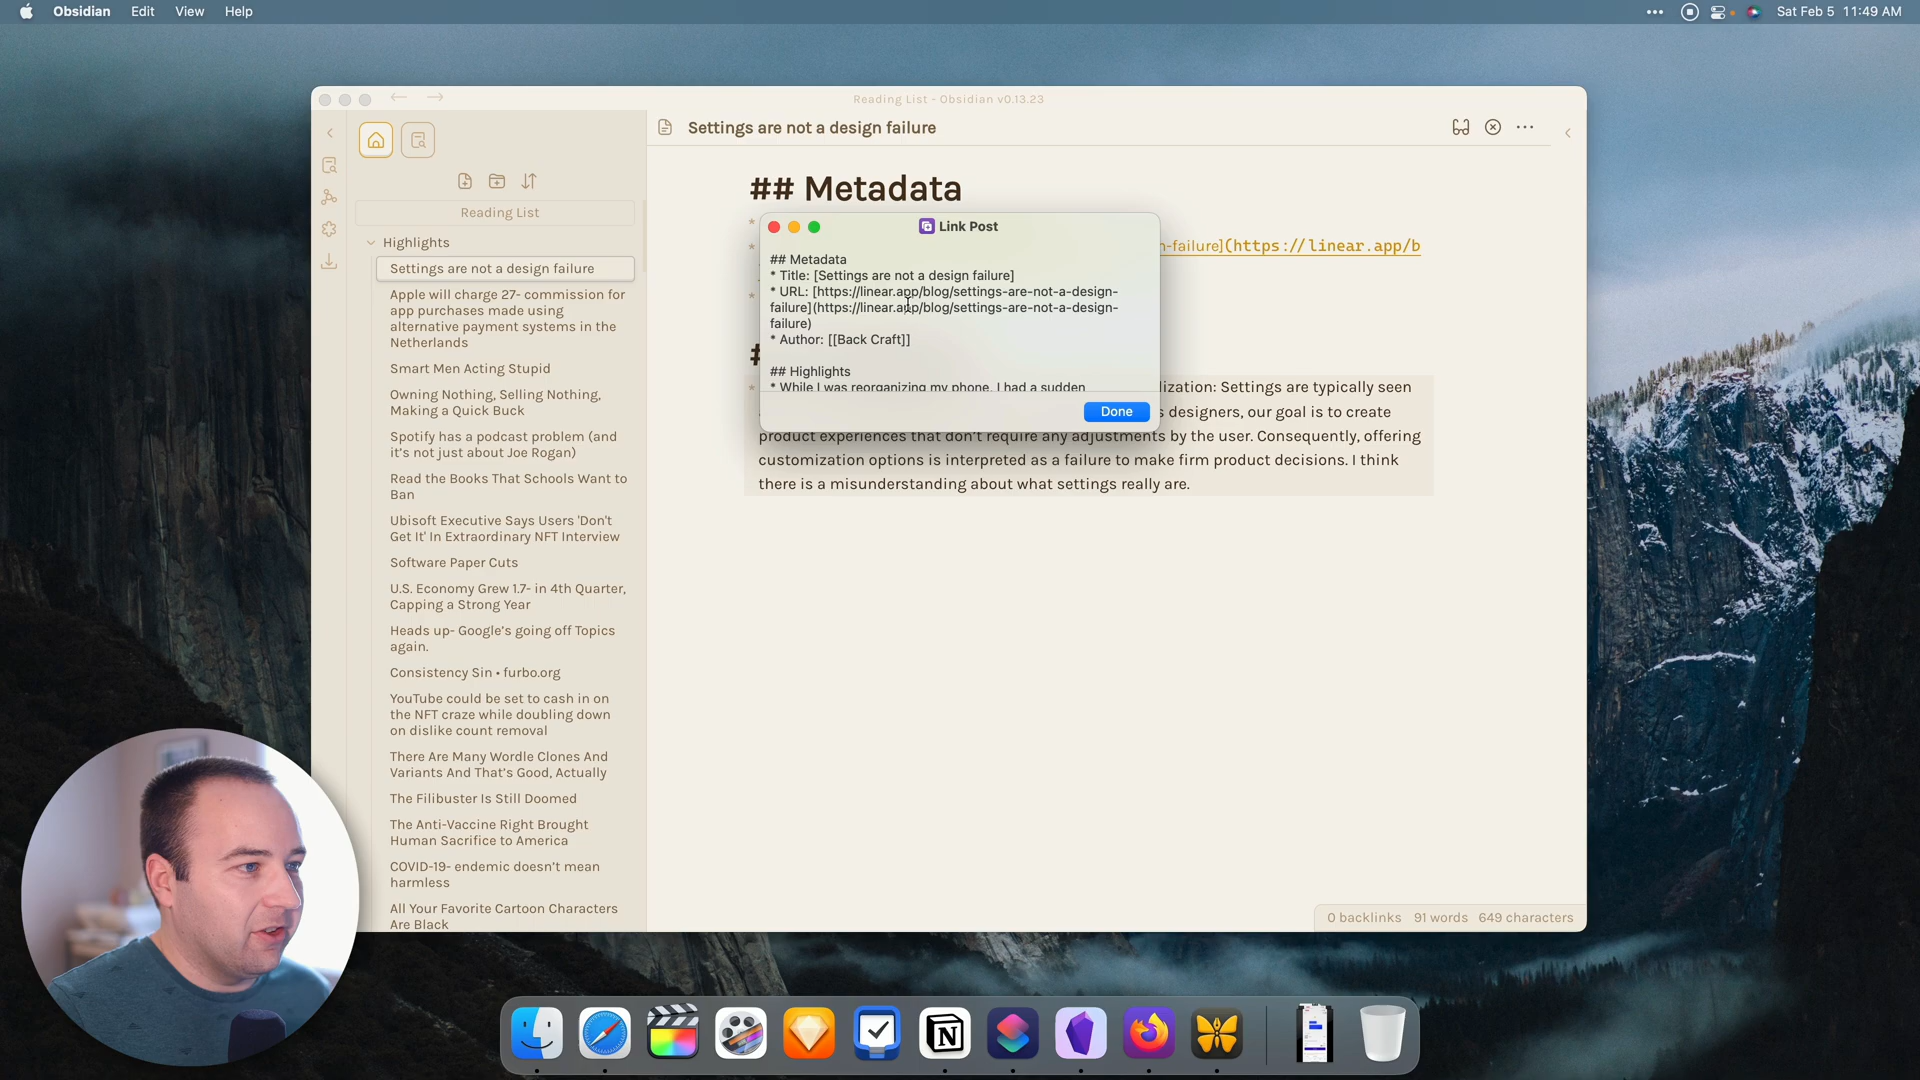 Obsidian Edit View Help
Sat Feb 5 11:49 AM
Reading List - Obsidian v0.13.23
Settings are not a design failure
Reading List
Highlights
Settings are not a design failure
Apple will charge 27- commission for
app purchases made using
alternative payment systems in the
Netherlands
Smart Men Acting Stupid
Owning Nothing, Selling Nothing,
Making a Quick Buck
Spotify has a podcast problem (and
it's not just about Joe Rogan)
Read the Books That Schools Want to
Ban
Ubisoft Executive Says Users 'Don't
Get It' In Extraordinary NFT Interview
Software Paper Cuts
U.S. Economy Grew 1.7- in 4th Quarter,
Capping a Strong Year
Heads up- Google's going off Topics
again.
Consistency Sin • furbo.org
YouTube could be set to cash in on
the NFT craze while doubling down
on dislike count removal
There Are Many Wordle Clones And
Variants And That's Good, Actually
The Filibuster Is Still Doomed
The Anti-Vaccine Right Brought
Human Sacrifice to America
COVID-19- endemic doesn't mean
harmless
All Your Favorite Cartoon Characters
Are Black
## Metadata
n-failure](https://linear.app/b
lization: Settings are typically seen
s designers, our goal is to create
product experiences that don't require any adjustments by the user. Consequently, offering
customization options is interpreted as a failure to make firm product decisions. I think
there is a misunderstanding about what settings really are.
Link Post
## Metadata
* Title: [Settings are not a design failure]
* URL: [https://linear.app/blog/settings-are-not-a-design-
failure](https://linear.app/blog/settings-are-not-a-design-
failure)
* Author: [[Back Craft]]
## Highlights
* While I was reorganizing my phone, I had a sudden
Done
0 backlinks 91 words 649 characters